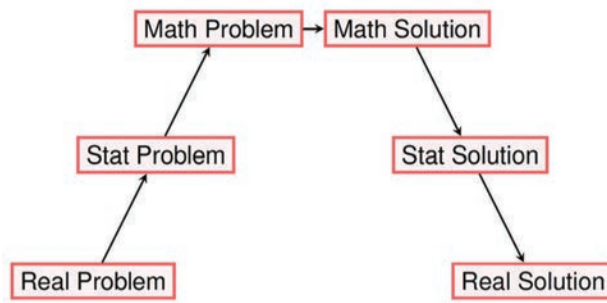 Math Problem
Math Solution
Stat Problem
Stat Solution
Real Problem
Real Solution